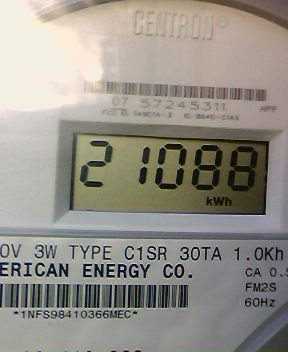 CENTRON®
07 57245311
HPP
21088
kWh
0V 3W TYPE C1SR 30TA 1.0Kh
ERICAN ENERGY CO.
CA 0.5
FM2S
60Hz
*1NFS98410366MEC*